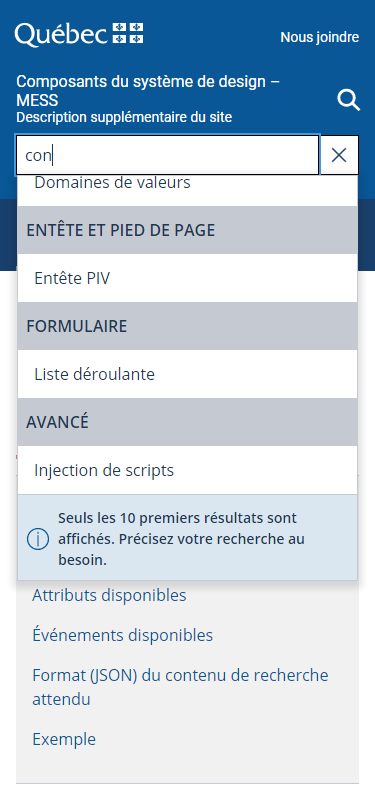 Québec
Nous joindre
Composants du système de design –
MESS
Description supplémentaire du site
con
Domaines de valeurs
ENTÊTE ET PIED DE PAGE
Entête PIV
FORMULAIRE
Liste déroulante
AVANCÉ
Injection de scripts
Seuls les 10 premiers résultats sont
affichés. Précisez votre recherche au
besoin.
Attributs disponibles
Événements disponibles
Format (JSON) du contenu de recherche
attendu
Exemple